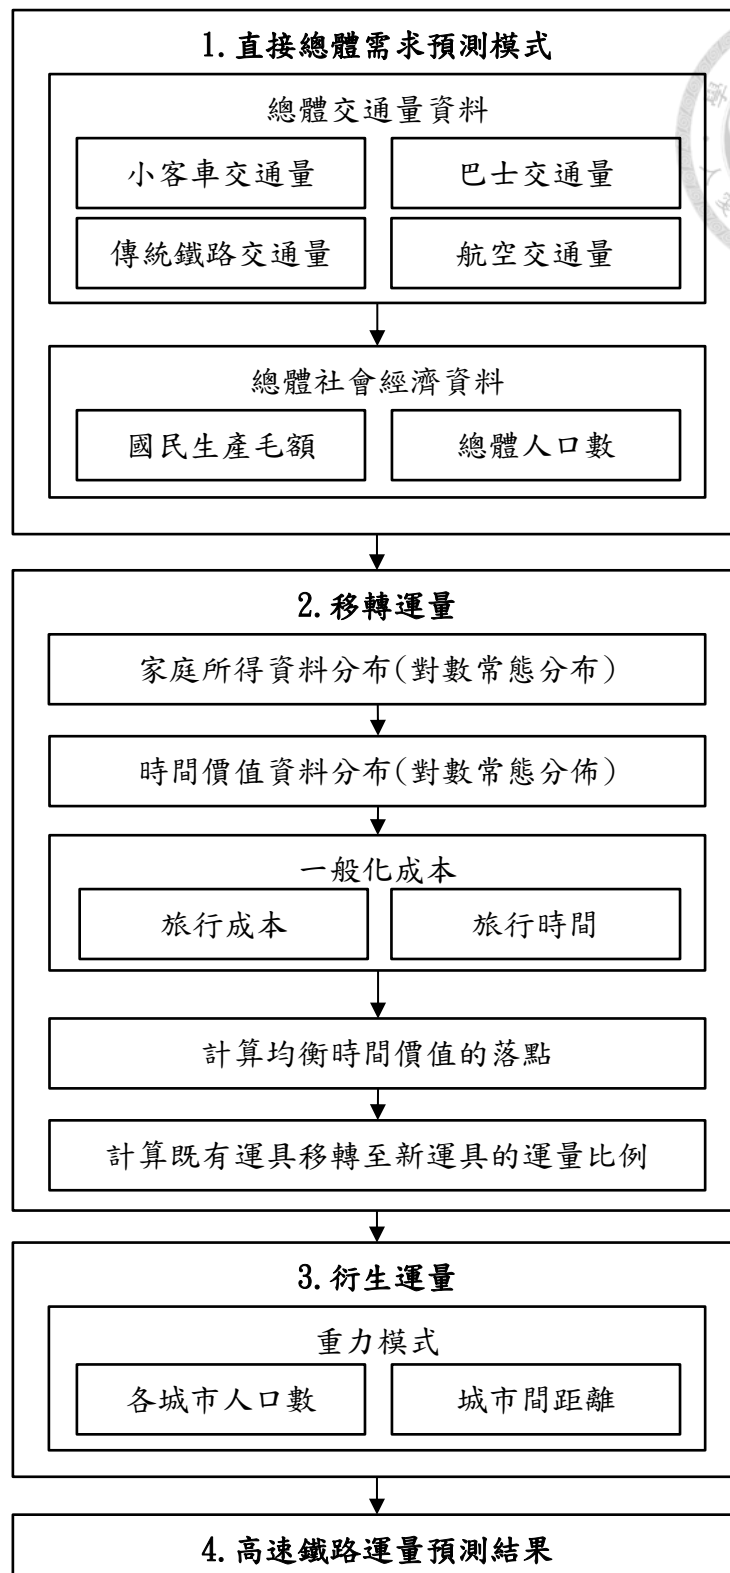 1.直接總體需求預測模式
總體交通量資料
小客車交通量
巴士交通量
傳統鐵路交通量
航空交通量
總體社會經濟資料
國民生產毛額
總體人口數
2.移轉運量
家庭所得資料分布(對數常態分布)
時間價值資料分布(對數常態分佈)
一般化成本
旅行成本
旅行時間
計算均衡時間價值的落點
計算既有運具移轉至新運具的運量比例
3.衍生運量
重力模式
各城市人口數
城市間距離
4.高速鐵路運量預測結果